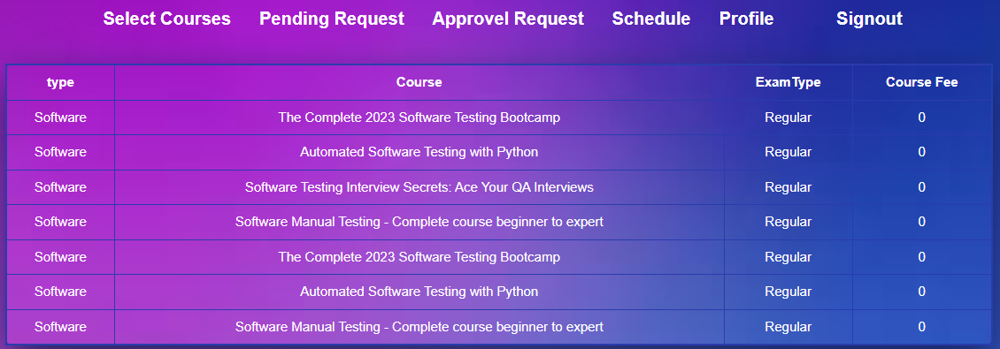 Select Courses Pending Request Approvel Request Schedule Profile Signout
type Course ExamType Course Fee
Software The Complete 2023 Software Testing Bootcamp Regular 0
Software Automated Software Testing with Python Regular 0
Software Software Testing Interview Secrets: Ace Your QA Interviews Regular 0
Software Software Manual Testing - Complete course beginner to expert Regular 0
Software The Complete 2023 Software Testing Bootcamp Regular 0
Software Automated Software Testing with Python Regular 0
Software Software Manual Testing - Complete course beginner to expert Regular 0